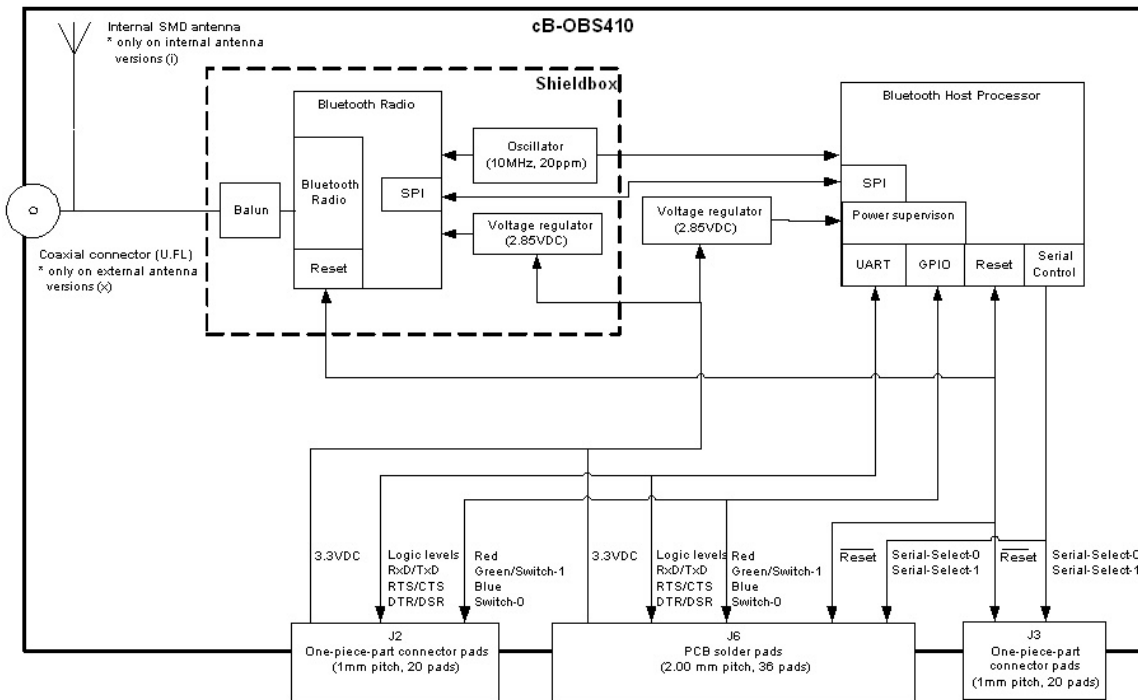 cB-OBS410
Internal SMD antenna
* only on internal antenna
versions (i)
Shieldbox
Bluetooth Radio
Bluetooth
Radio
SPI
Reset
Balun
Oscillator
(10MHz, 20ppm)
Voltage regulator
(2.85VDC)
Voltage regulator
(2.85VDC)
Bluetooth Host Processor
SPI
Power supervison
UART
GPIO
Reset
Serial
Control
Coaxial connector (U.FL)
* only on external antenna
versions (x)
3.3VDC
Logic levels
RxD/TxD
RTS/CTS
DTR/DSR
Red
Green/Switch-1
Blue
Switch-0
3.3VDC
Logic levels
RxD/TxD
RTS/CTS
DTR/DSR
Red
Green/Switch-1
Blue
Switch-0
Reset
Serial-Select-0
Serial-Select-1
Reset
Serial-Select-0
Serial-Select-1
J2
One-piece-part connector pads
(1mm pitch, 20 pads)
J6
PCB solder pads
(2.00 mm pitch, 36 pads)
J3
One-piece-part
connector pads
(1mm pitch, 20 pads)